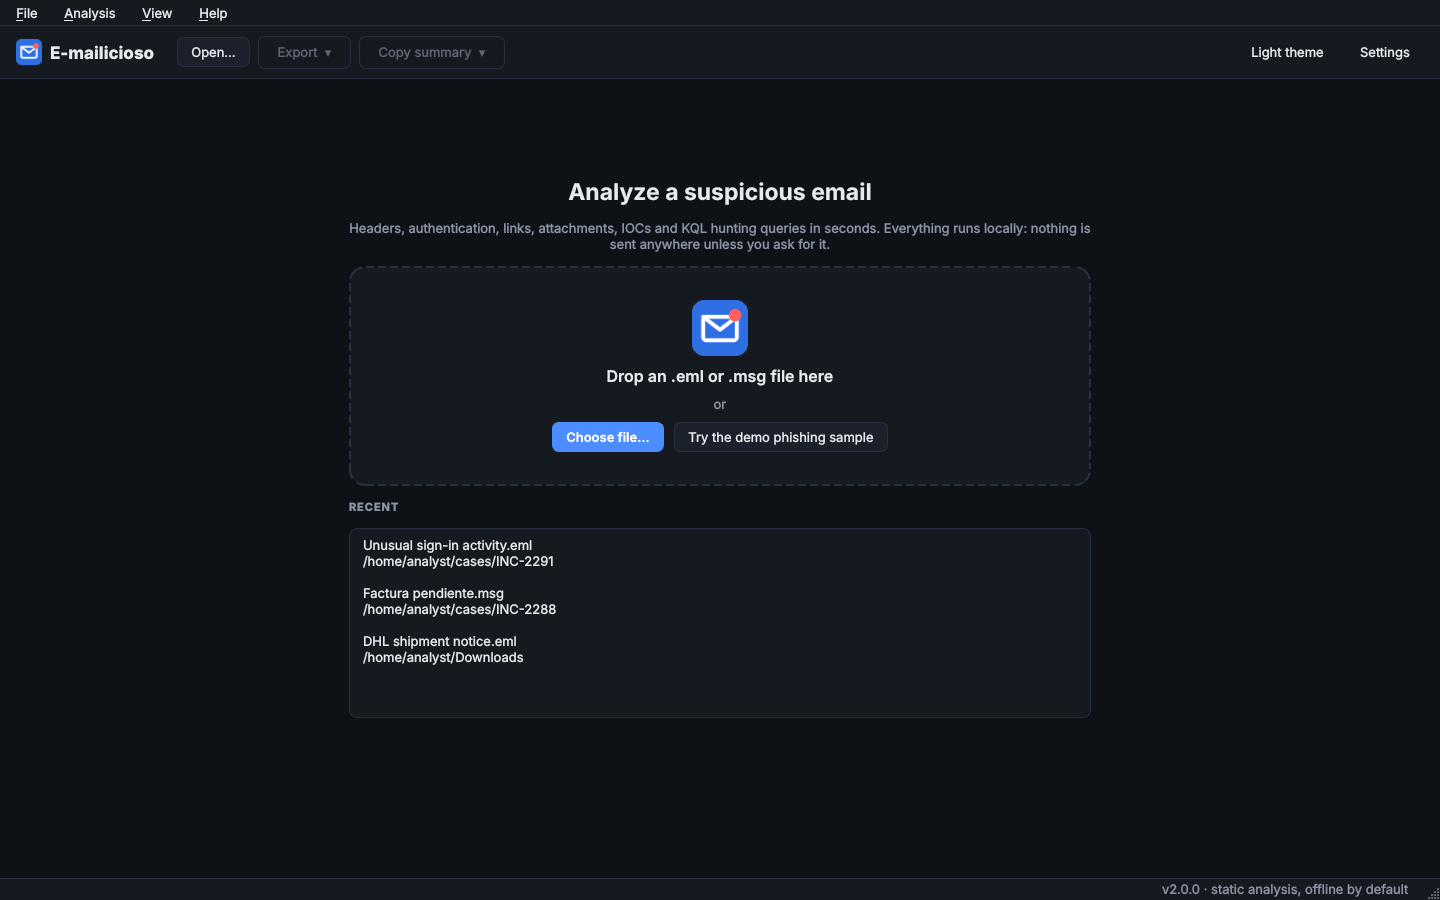 File Analysis View Help
E-mailicioso Open... Export ▾ Copy summary ▾ Light theme Settings
Analyze a suspicious email
Headers, authentication, links, attachments, IOCs and KQL hunting queries in seconds. Everything runs locally: nothing is
sent anywhere unless you ask for it.
Drop an .eml or .msg file here
or
Choose file... Try the demo phishing sample
RECENT
Unusual sign-in activity.eml
/home/analyst/cases/INC-2291
Factura pendiente.msg
/home/analyst/cases/INC-2288
DHL shipment notice.eml
/home/analyst/Downloads
v2.0.0 · static analysis, offline by default